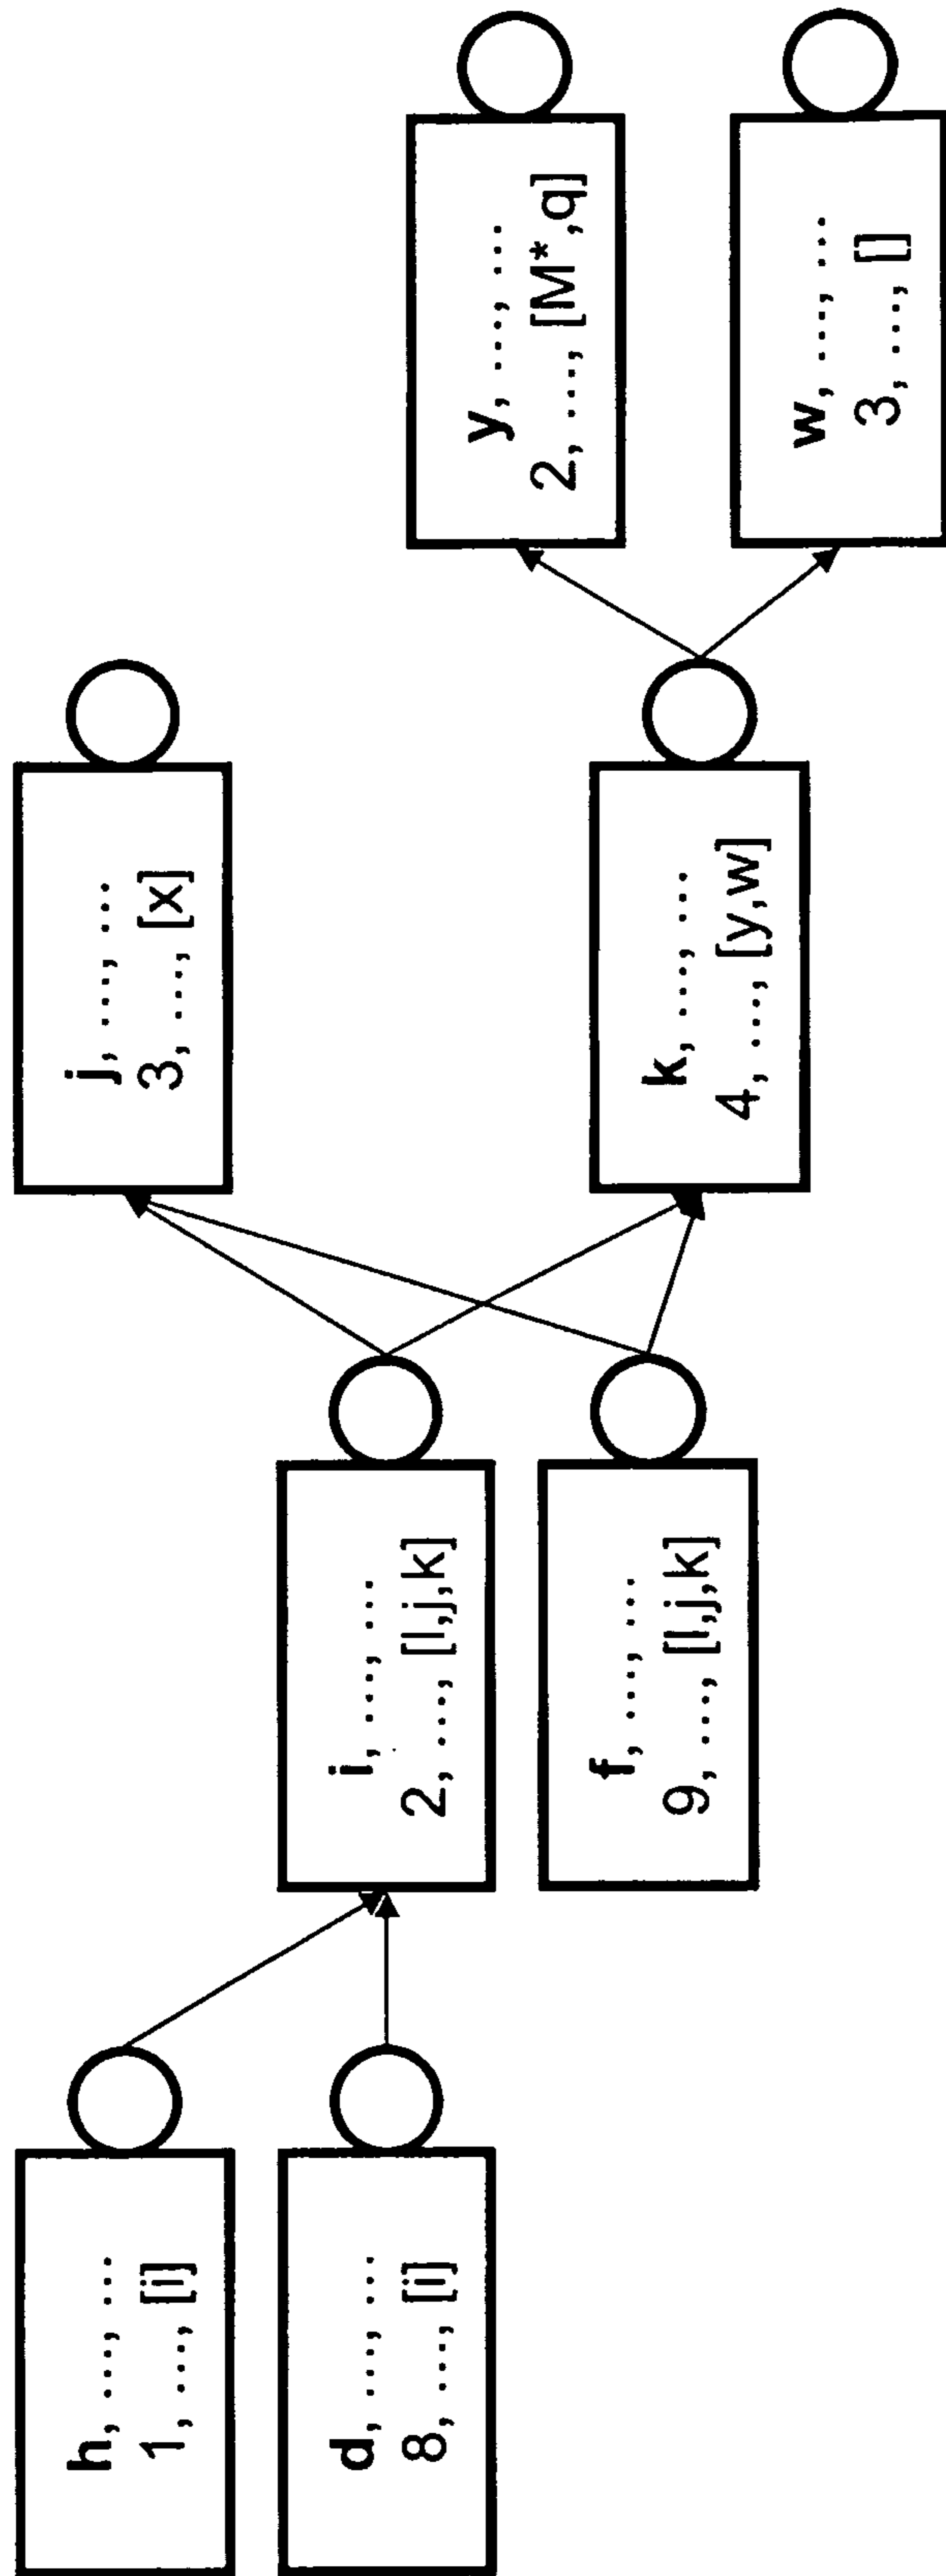 h, ..., ...
1, ..., [i]
d, ..., ...
8, ..., [i]
i, ..., ...
2, ..., [l,j,k]
f, ..., ...
9, ..., [l,j,k]
j, ..., ...
3, ..., [x]
k, ..., ...
4, ..., [y,w]
y, ..., ...
2, ..., [M*,q]
w, ..., ...
3, ..., []